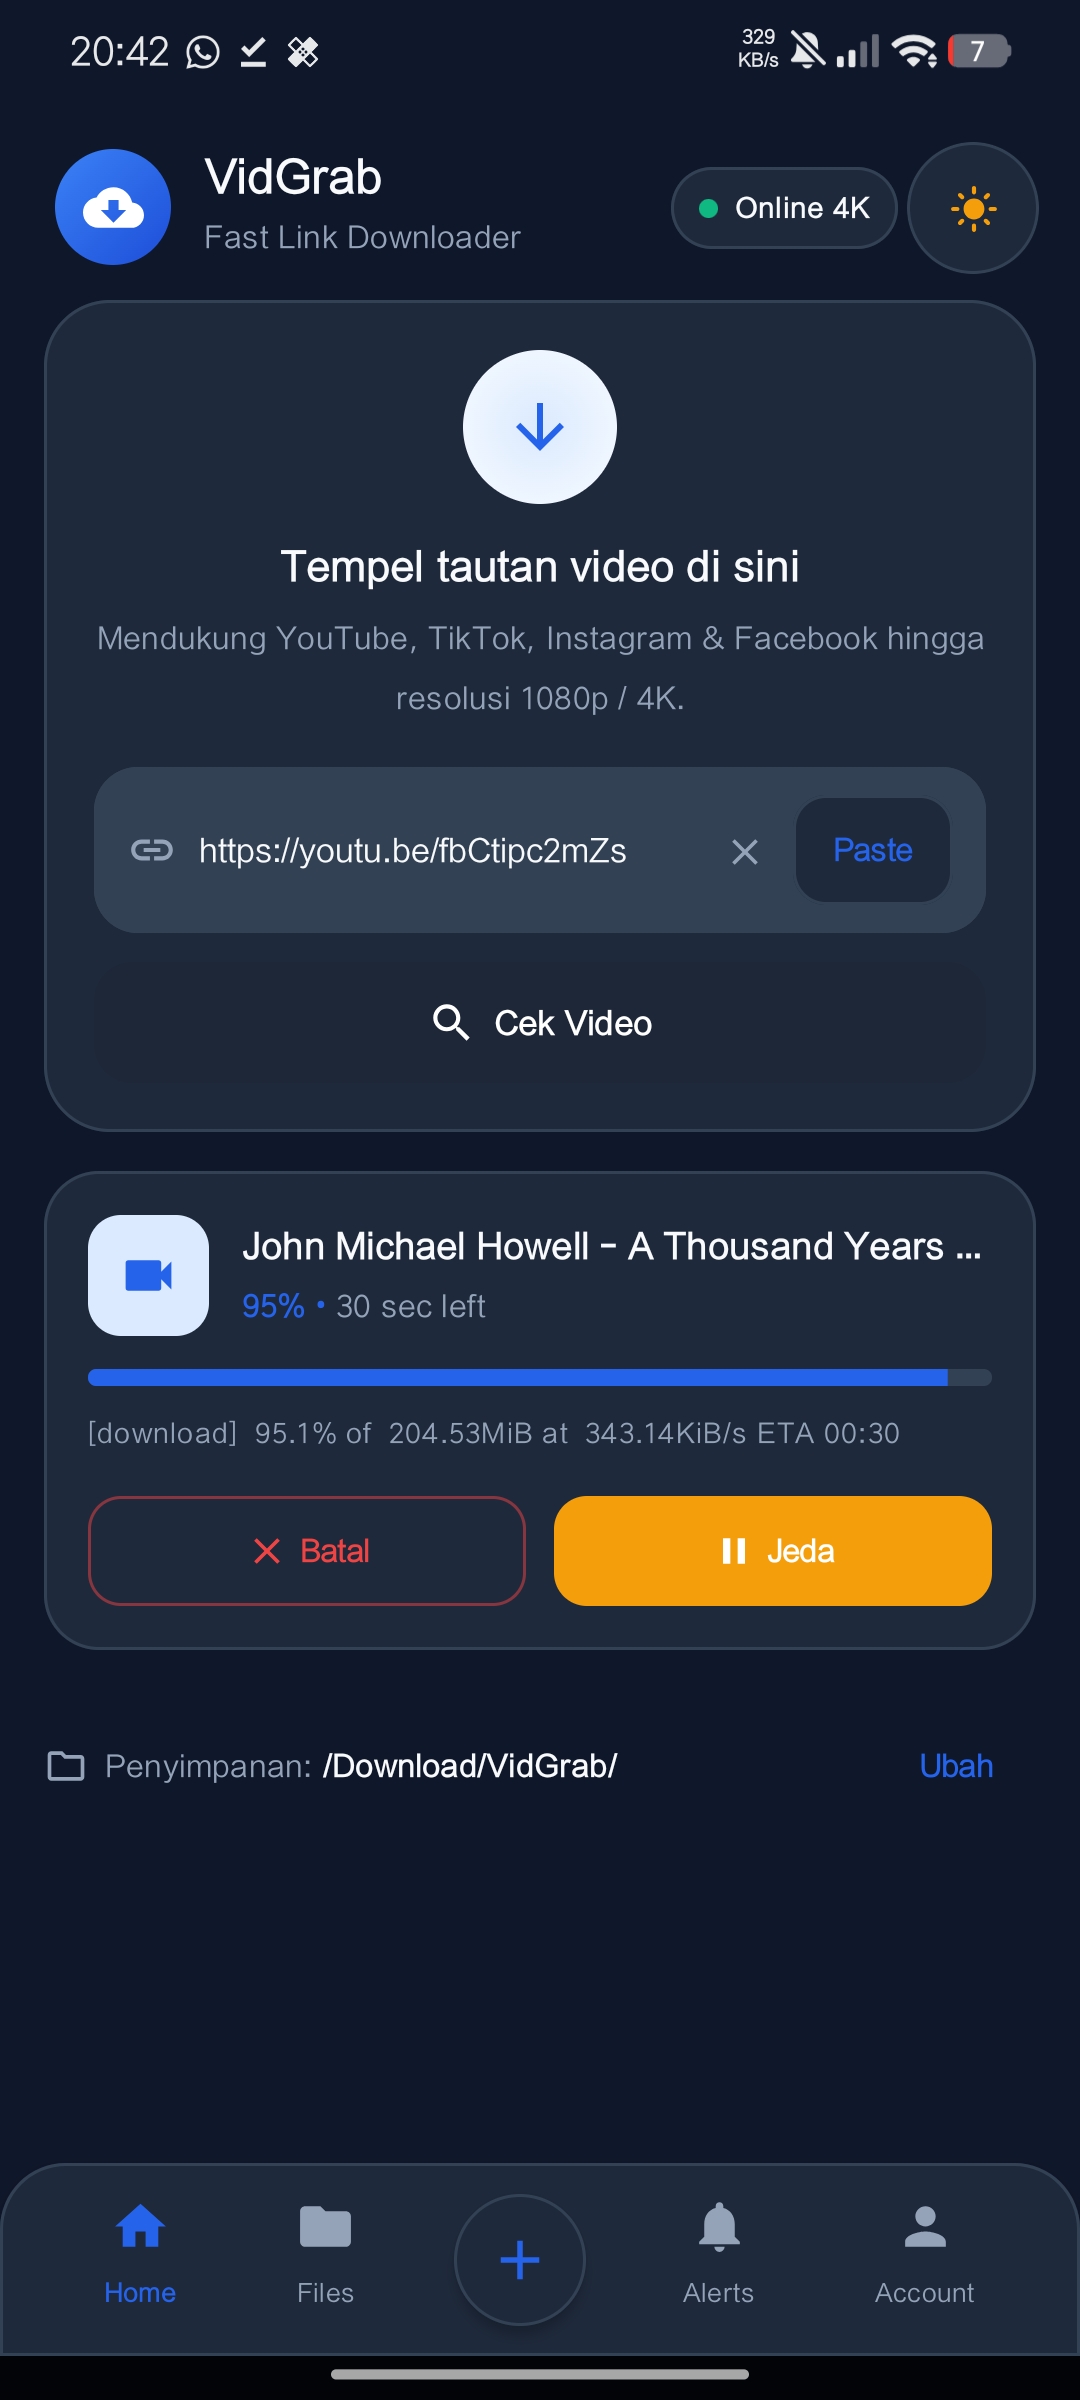 20:42
329
KB/s
7
VidGrab
Fast Link Downloader
Online 4K
Tempel tautan video di sini
Mendukung YouTube, TikTok, Instagram & Facebook hingga
resolusi 1080p / 4K.
https://youtu.be/fbCtipc2mZs
Paste
Cek Video
John Michael Howell - A Thousand Years ...
95% • 30 sec left
[download]  95.1% of  204.53MiB at  343.14KiB/s ETA 00:30
Batal
Jeda
Penyimpanan: /Download/VidGrab/
Ubah
Home
Files
Alerts
Account